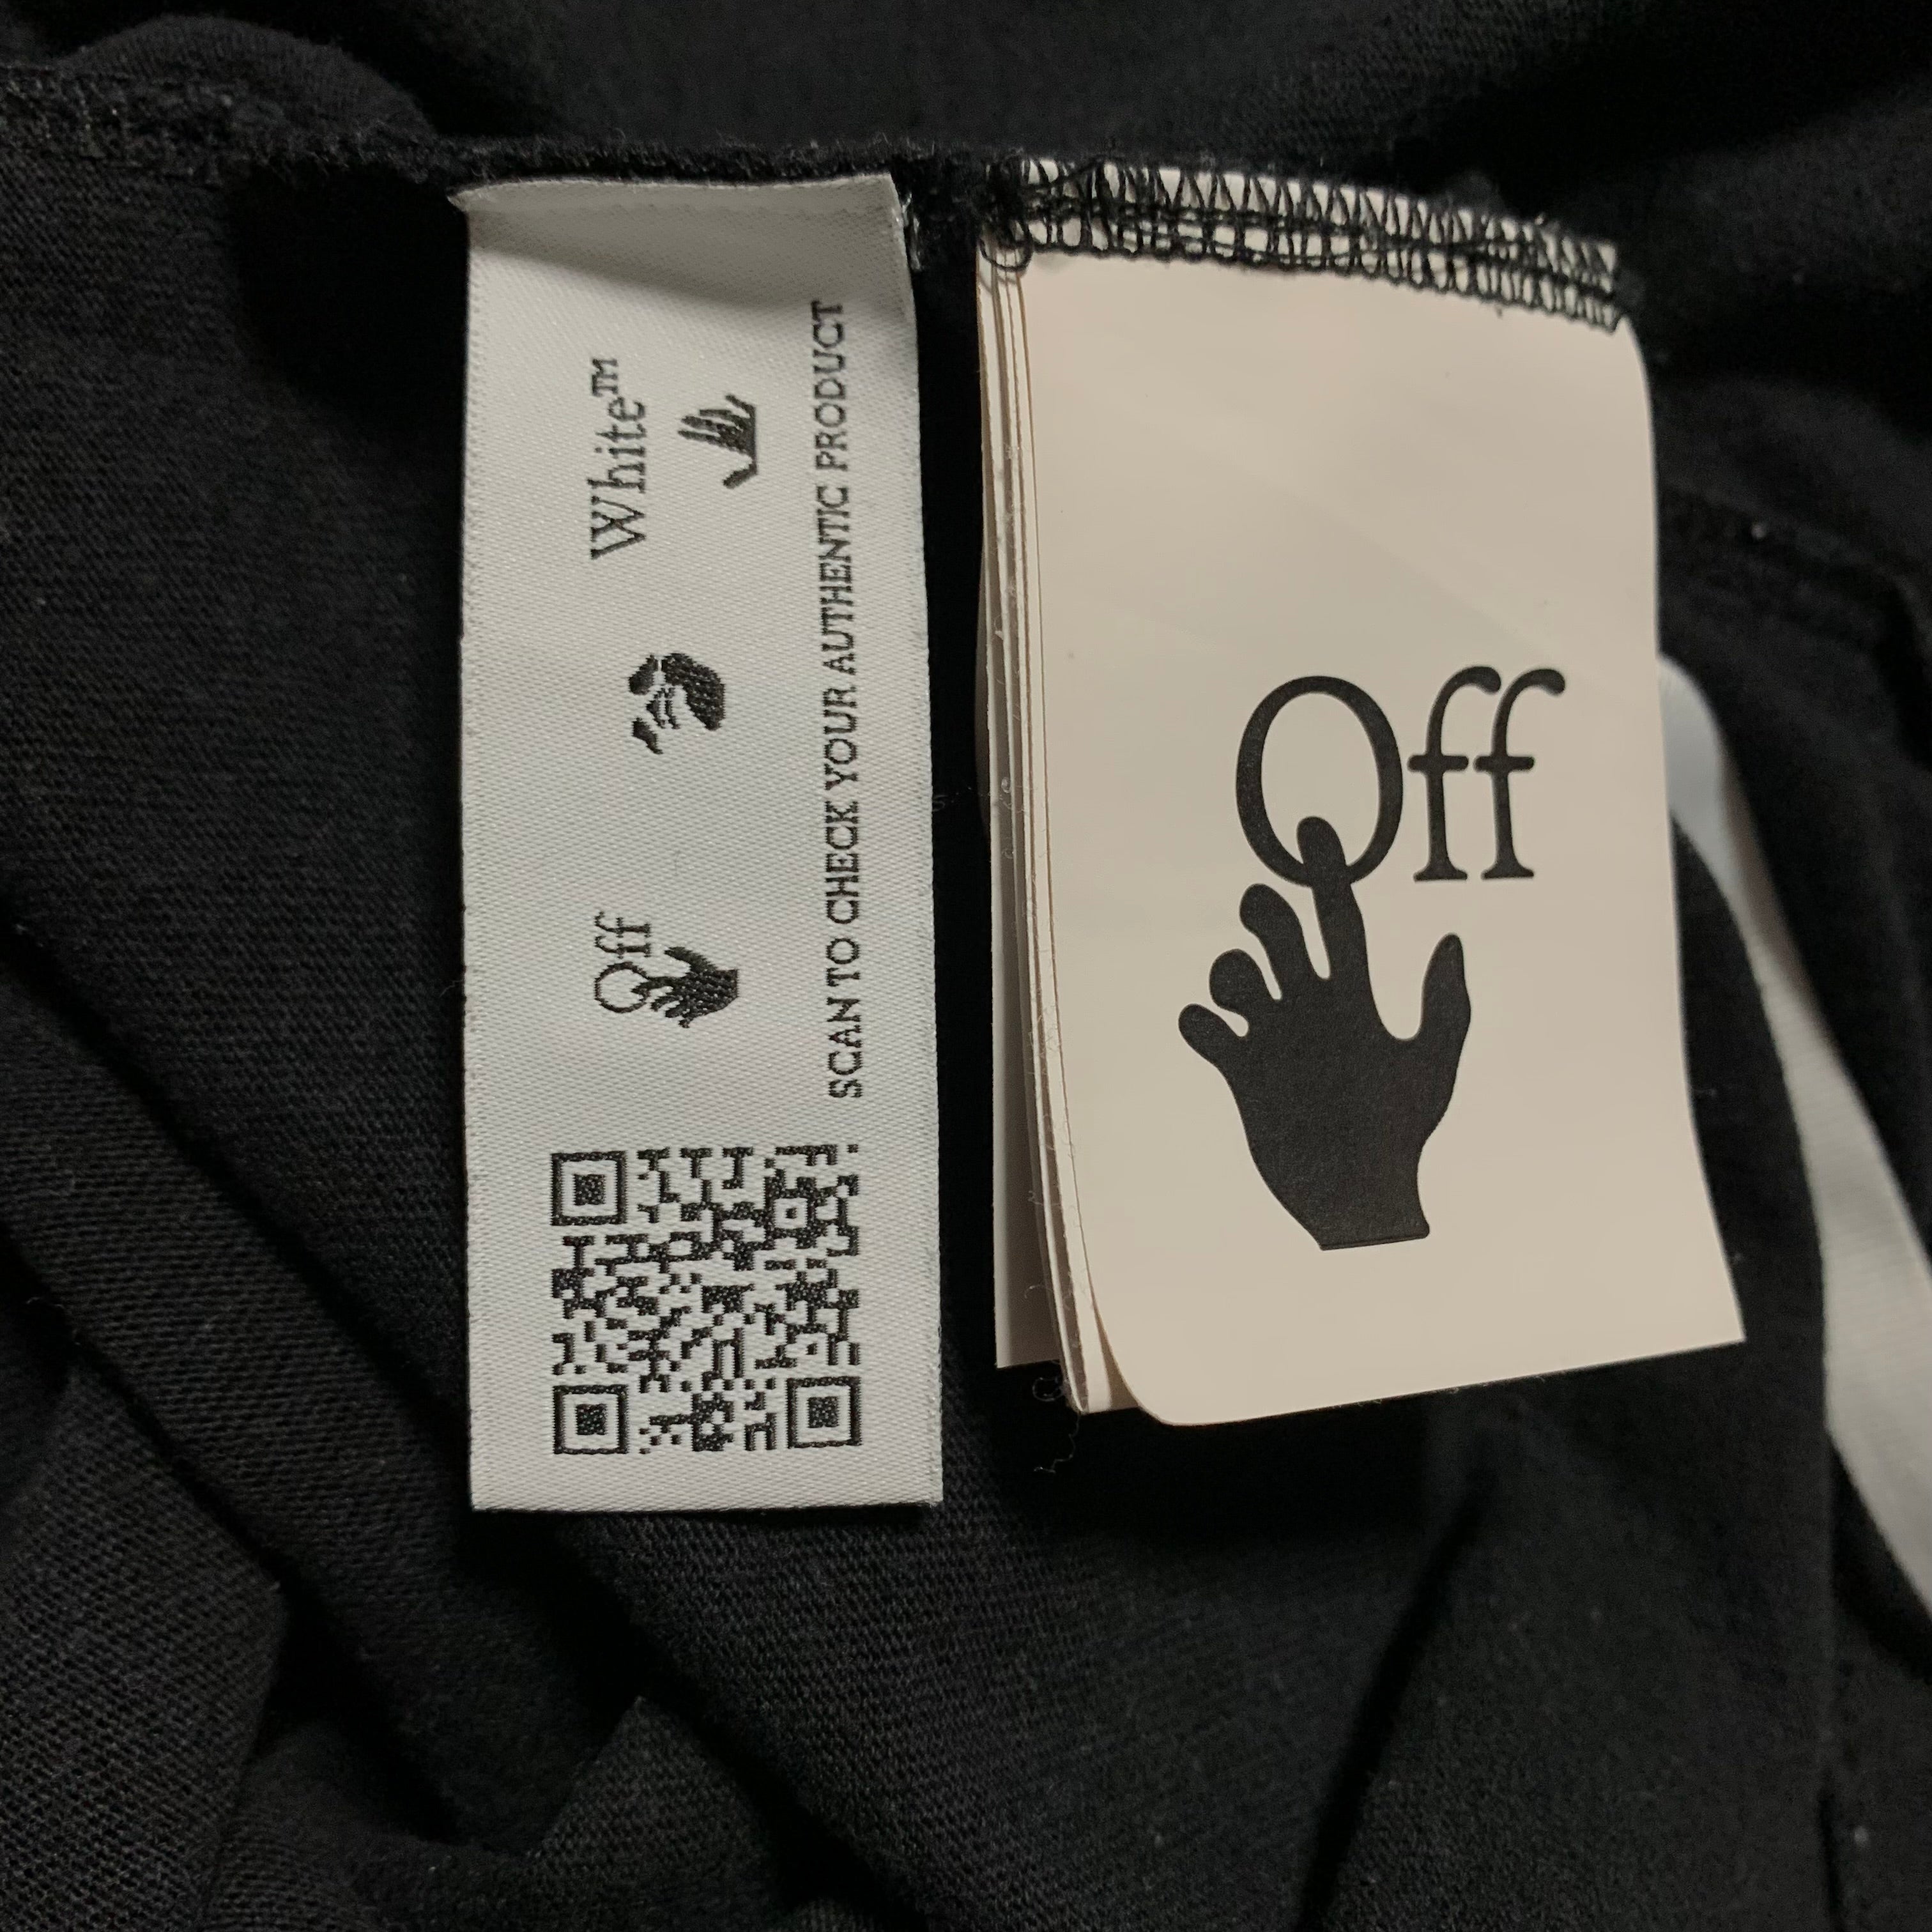 Off White™
SCAN TO CHECK YOUR AUTHENTIC PRODUCT
Off